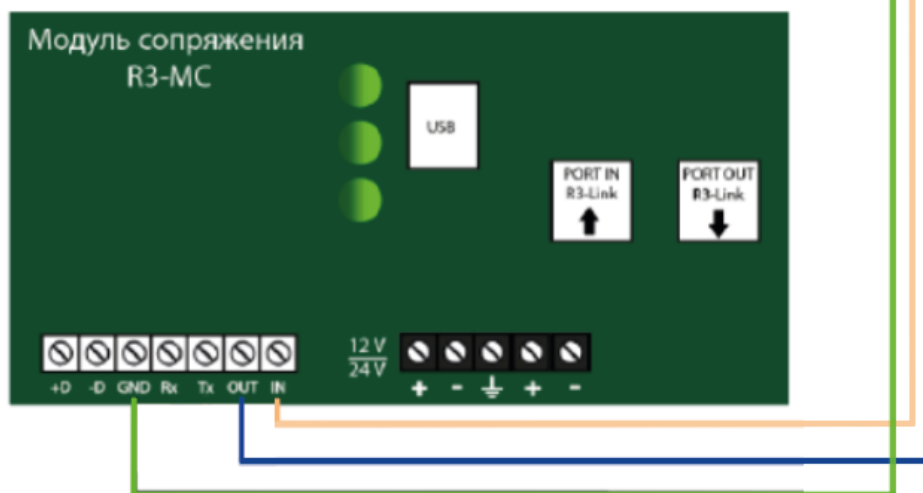 Модуль сопряжения
R3-МС
USB
PORT IN
R3-Link
PORT OUT
R3-Link
12 V
24 V
+D -D GND Rx Tx OUT IN
+ - + -